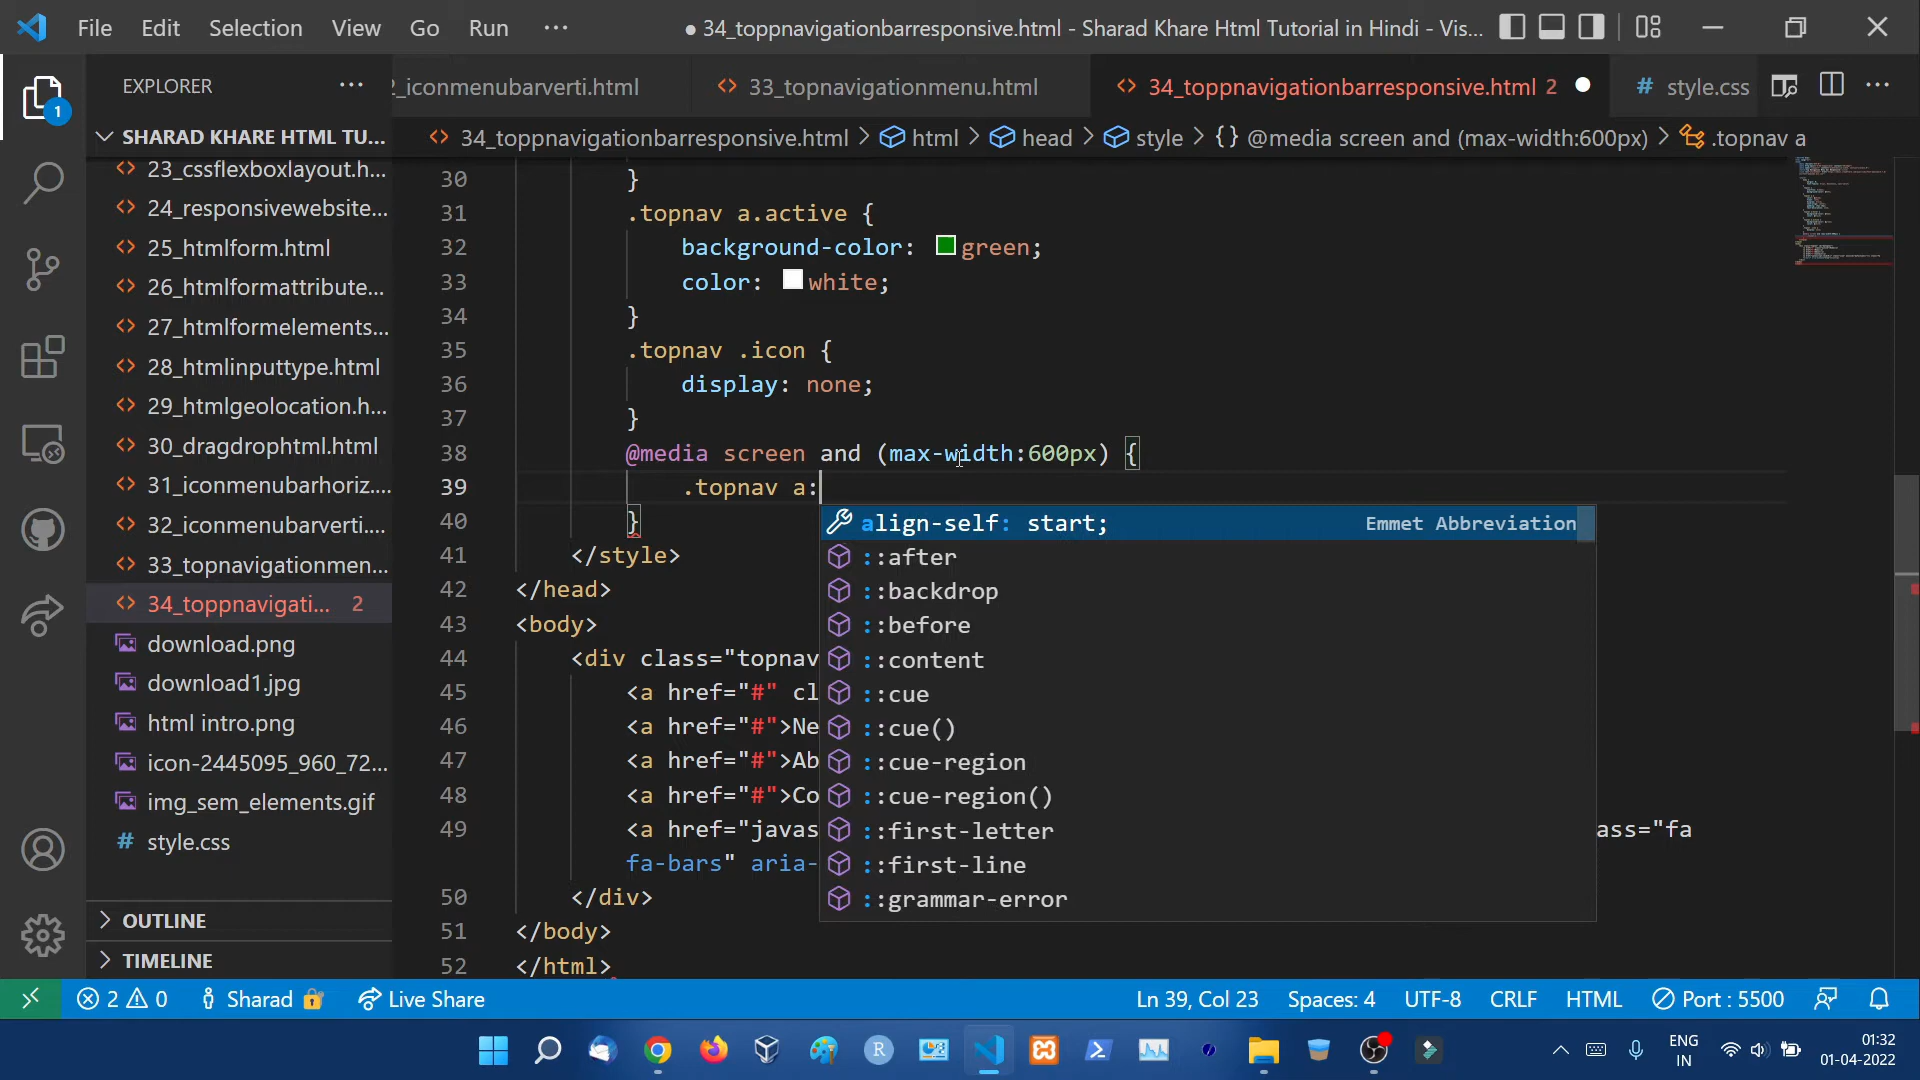 File Edit Selection View Go Run ···
● 34_toppnavigationbarresponsive.html - Sharad Khare Html Tutorial in Hindi - Vis...
EXPLORER ···
2_iconmenubarverti.html
33_topnavigationmenu.html
34_toppnavigationbarresponsive.html 2 ●
# style.css
34_toppnavigationbarresponsive.html > html > head > style > {} @media screen and (max-width:600px) > .topnav a
1
SHARAD KHARE HTML TU...
23_cssflexboxlayout.h...
24_responsivewebsite...
25_htmlform.html
26_htmlformattribute...
27_htmlformelements...
28_htmlinputtype.html
29_htmlgeolocation.h...
30_dragdrophtml.html
31_iconmenubarhoriz...
32_iconmenubarverti...
33_topnavigationmen...
34_toppnavigati... 2
download.png
download1.jpg
html intro.png
icon-2445095_960_72...
img_sem_elements.gif
# style.css
OUTLINE
TIMELINE
30 }
31 .topnav a.active {
32 background-color: green;
33 color: white;
34 }
35 .topnav .icon {
36 display: none;
37 }
38 @media screen and (max-width:600px) {
39 .topnav a:
40 }
41 </style>
42 </head>
43 <body>
44 <div class="topnav
45 <a href="#" cl
46 <a href="#">Ne
47 <a href="#">Ab
48 <a href="#">Co
49 <a href="javas ass="fa
fa-bars" aria-
50 </div>
51 </body>
52 </html>
align-self: start; Emmet Abbreviation
::after
::backdrop
::before
::content
::cue
::cue()
::cue-region
::cue-region()
::first-letter
::first-line
::grammar-error
2 0 Sharad Live Share Ln 39, Col 23 Spaces: 4 UTF-8 CRLF HTML Port : 5500
R
ENG
IN
01:32
01-04-2022